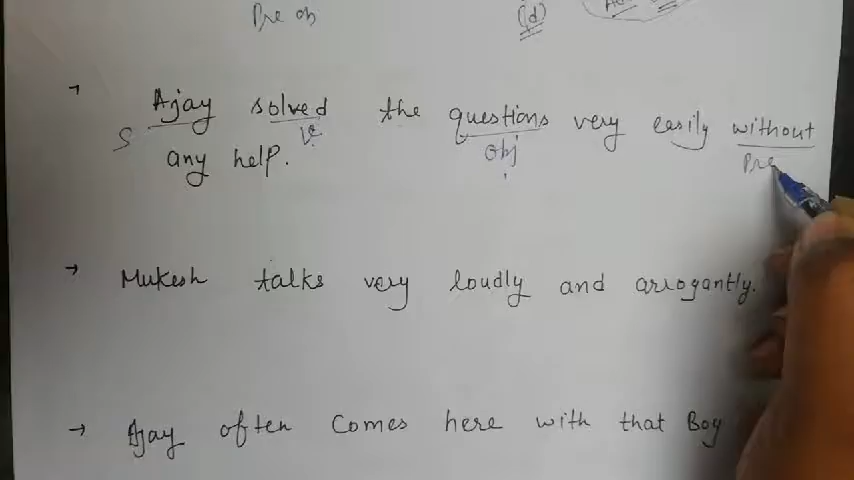 Pre ob
(d)
→ Ajay solved the questions very easily without
S Ve obj Pre
any help.
→ Mukesh talks very loudly and arrogantly.
→ Ajay often Comes here with that Boy